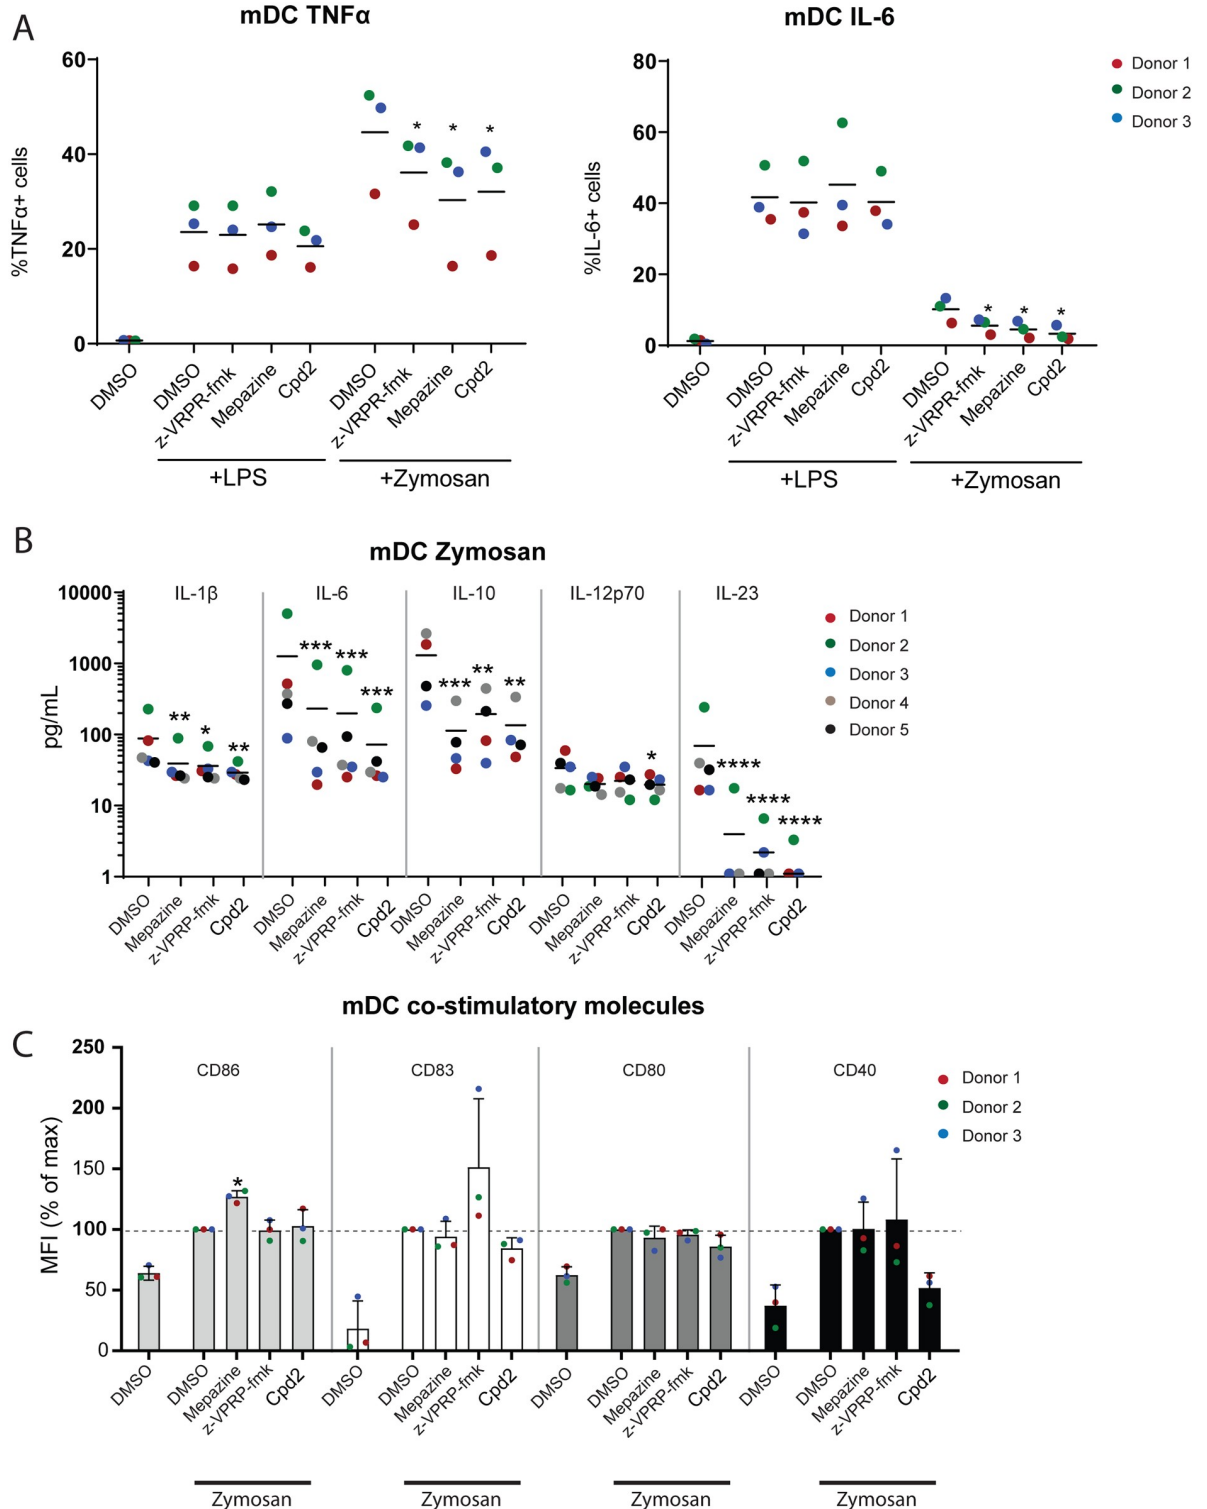 A
mDC TNFα
mDC IL-6
%TNFα+ cells
60
40
20
0
DMSO
DMSO
z-VRPR-fmk
Mepazine
Cpd2
DMSO
z-VRPR-fmk
Mepazine
Cpd2
* * *
+LPS
+Zymosan
%IL-6+ cells
80
60
40
20
0
DMSO
DMSO
z-VRPR-fmk
Mepazine
Cpd2
DMSO
z-VRPR-fmk
Mepazine
Cpd2
* * *
+LPS
+Zymosan
Donor 1
Donor 2
Donor 3
B
mDC Zymosan
pg/mL
10000
1000
100
10
1
IL-1β
** * **
DMSO
Mepazine
z-VPRP-fmk
Cpd2
IL-6
*** *** ***
DMSO
Mepazine
z-VPRP-fmk
Cpd2
IL-10
*** ** **
DMSO
Mepazine
z-VPRP-fmk
Cpd2
IL-12p70
*
DMSO
Mepazine
z-VPRP-fmk
Cpd2
IL-23
**** **** ****
DMSO
Mepazine
z-VPRP-fmk
Cpd2
Donor 1
Donor 2
Donor 3
Donor 4
Donor 5
mDC co-stimulatory molecules
C
MFI (% of max)
250
200
150
100
50
0
CD86
*
DMSO
DMSO
Mepazine
z-VPRP-fmk
Cpd2
Zymosan
CD83
DMSO
DMSO
Mepazine
z-VPRP-fmk
Cpd2
Zymosan
CD80
DMSO
DMSO
Mepazine
z-VPRP-fmk
Cpd2
Zymosan
CD40
DMSO
DMSO
Mepazine
z-VPRP-fmk
Cpd2
Zymosan
Donor 1
Donor 2
Donor 3